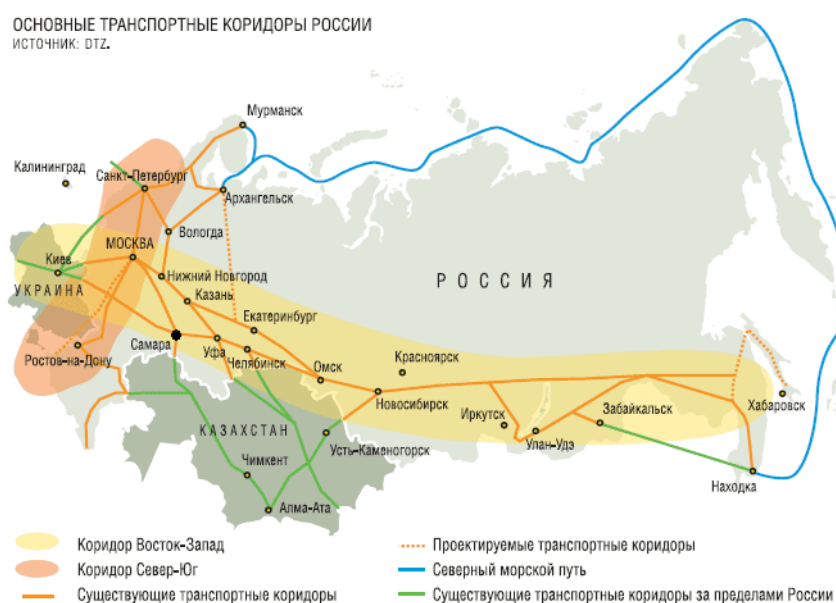 ОСНОВНЫЕ ТРАНСПОРТНЫЕ КОРИДОРЫ РОССИИ
ИСТОЧНИК: DTZ.
Мурманск
Калининград
Санкт-Петербург
Архангельск
Вологда
МОСКВА
Киев
УКРАИНА
Нижний Новгород
Казань
РОССИЯ
Екатеринбург
Самара
Уфа
Ростов-на-Дону
Челябинск
Омск
Красноярск
Новосибирск
Иркутск
Забайкальск
Хабаровск
Улан-Удэ
КАЗАХСТАН
Усть-Каменогорск
Чимкент
Находка
Алма-Ата
Коридор Восток-Запад
Коридор Север-Юг
Существующие транспортные коридоры
Проектируемые транспортные коридоры
Северный морской путь
Существующие транспортные коридоры за пределами России